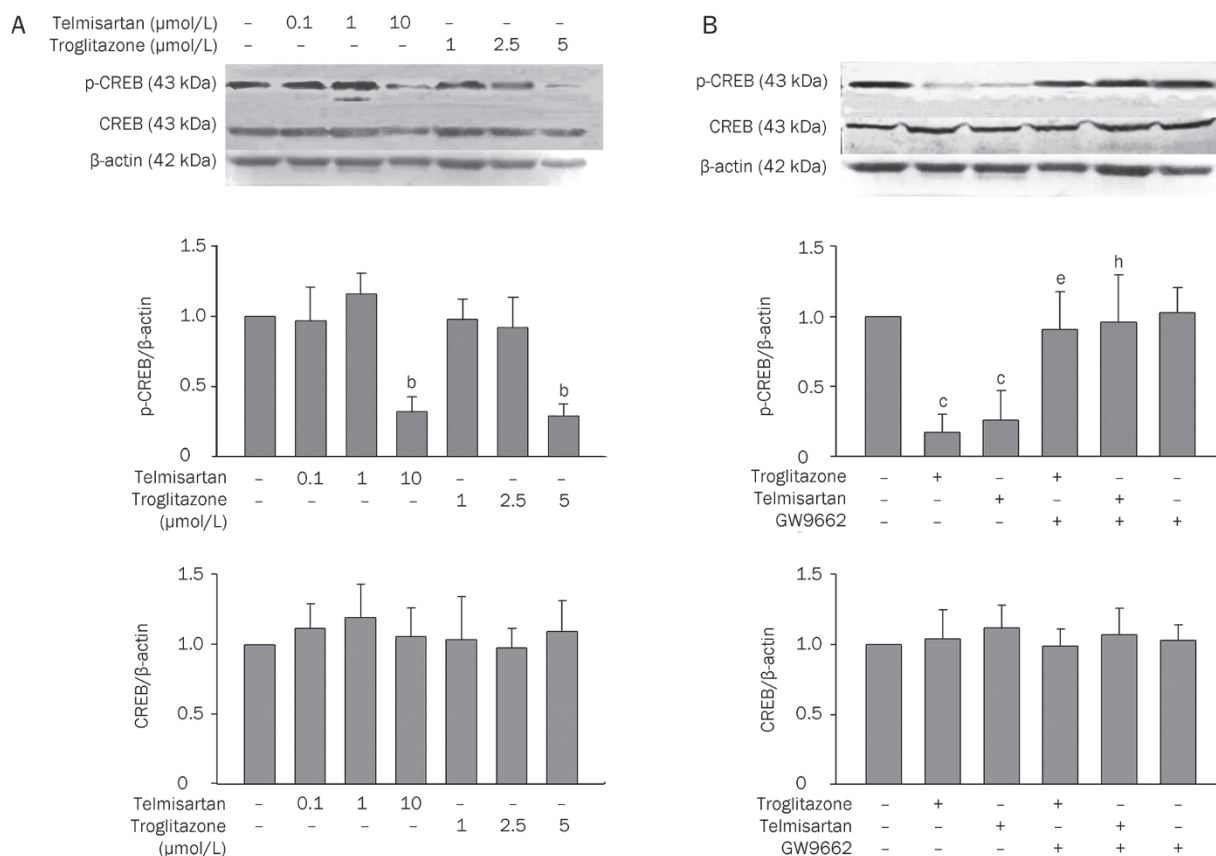 A
Telmisartan (μmol/L) – 0.1 1 10 – – –
Troglitazone (μmol/L) – – – – 1 2.5 5
p-CREB (43 kDa)
CREB (43 kDa)
β-actin (42 kDa)
p-CREB/β-actin
1.5
1.0
0.5
0
b
b
Telmisartan – 0.1 1 10 – – –
Troglitazone – – – – 1 2.5 5
(μmol/L)
CREB/β-actin
1.5
1.0
0.5
0
Telmisartan – 0.1 1 10 – – –
Troglitazone – – – – 1 2.5 5
(μmol/L)
B
p-CREB (43 kDa)
CREB (43 kDa)
β-actin (42 kDa)
p-CREB/β-actin
1.5
1.0
0.5
0
c
c
e
h
Troglitazone – + – + – –
Telmisartan – – + – + –
GW9662 – – – + + +
CREB/β-actin
1.5
1.0
0.5
0
Troglitazone – + – + – –
Telmisartan – – + – + –
GW9662 – – – + + +